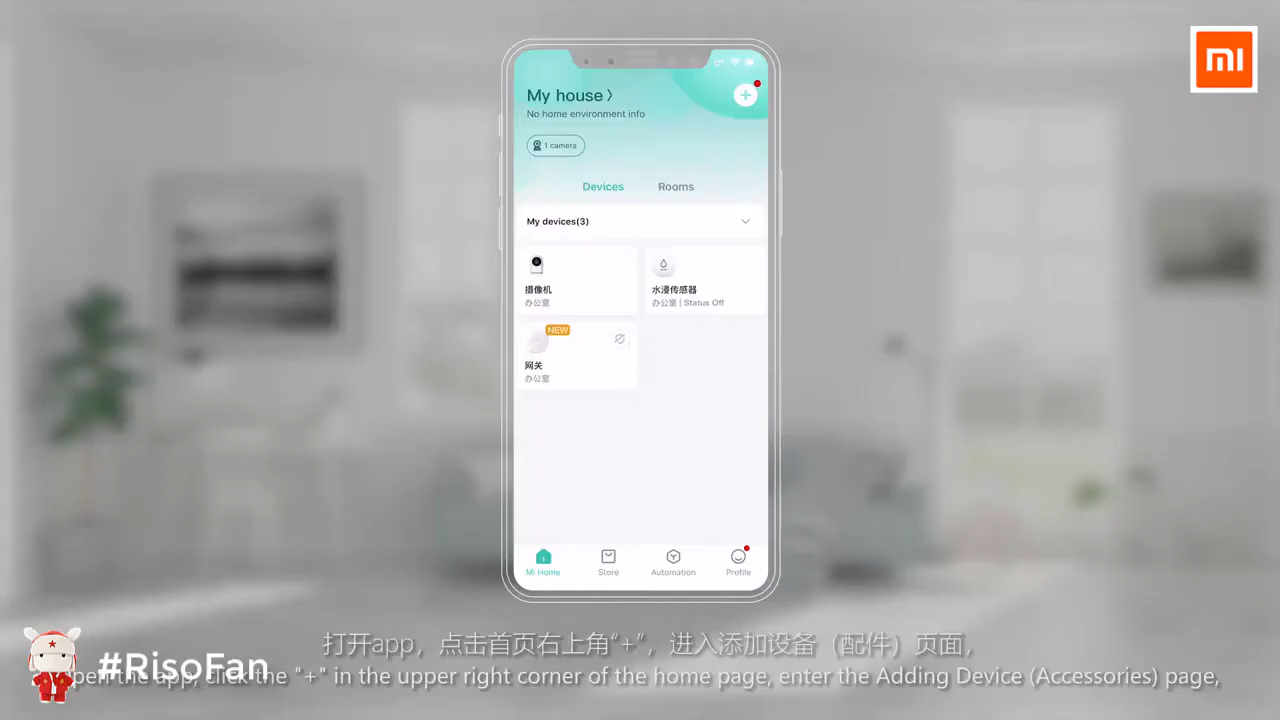 mi
My house 〉
No home environment info
1 camera
Devices
Rooms
My devices(3)
摄像机
办公室
水浸传感器
办公室 | Status Off
NEW
网关
办公室
Mi Home
Store
Automation
Profile
打开app，点击首页右上角“+”，进入添加设备（配件）页面，
#RisoFan
the app, click the "+" in the upper right corner of the home page, enter the Adding Device (Accessories) page,